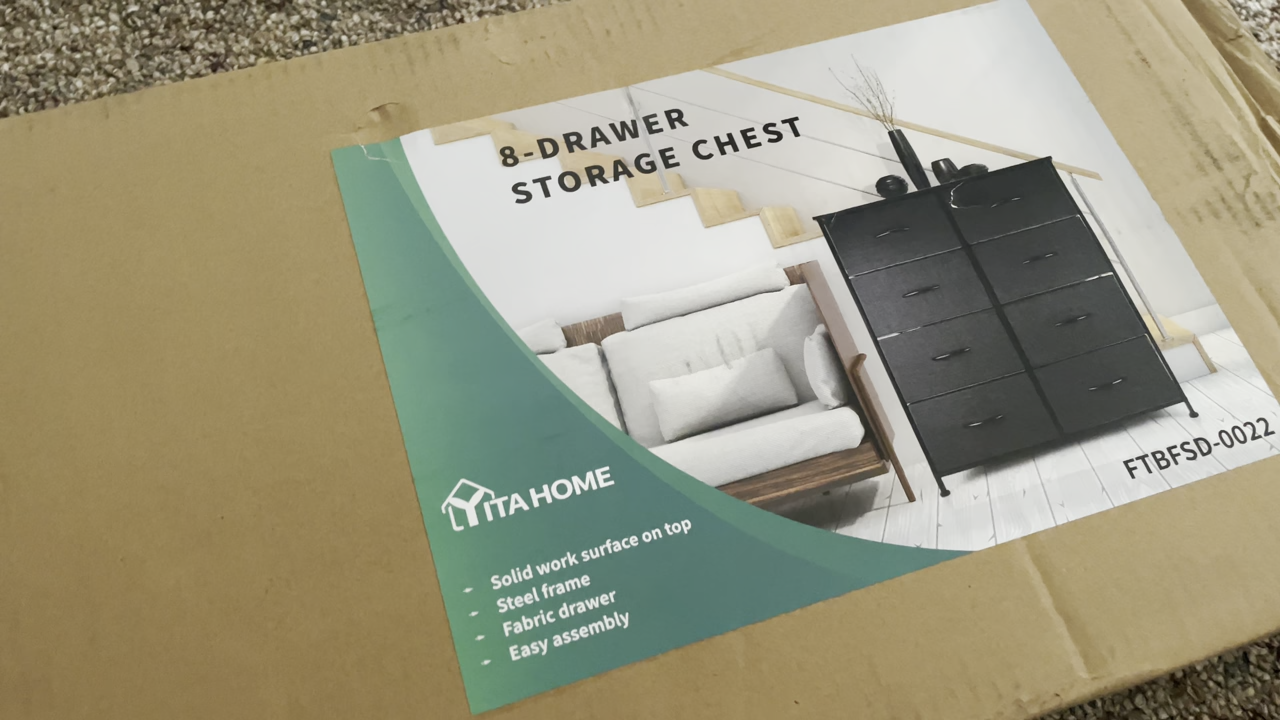 8-DRAWER
STORAGE CHEST
FTBFSD-0022
YITAHOME
Solid work surface on top
Steel frame
Fabric drawer
Easy assembly